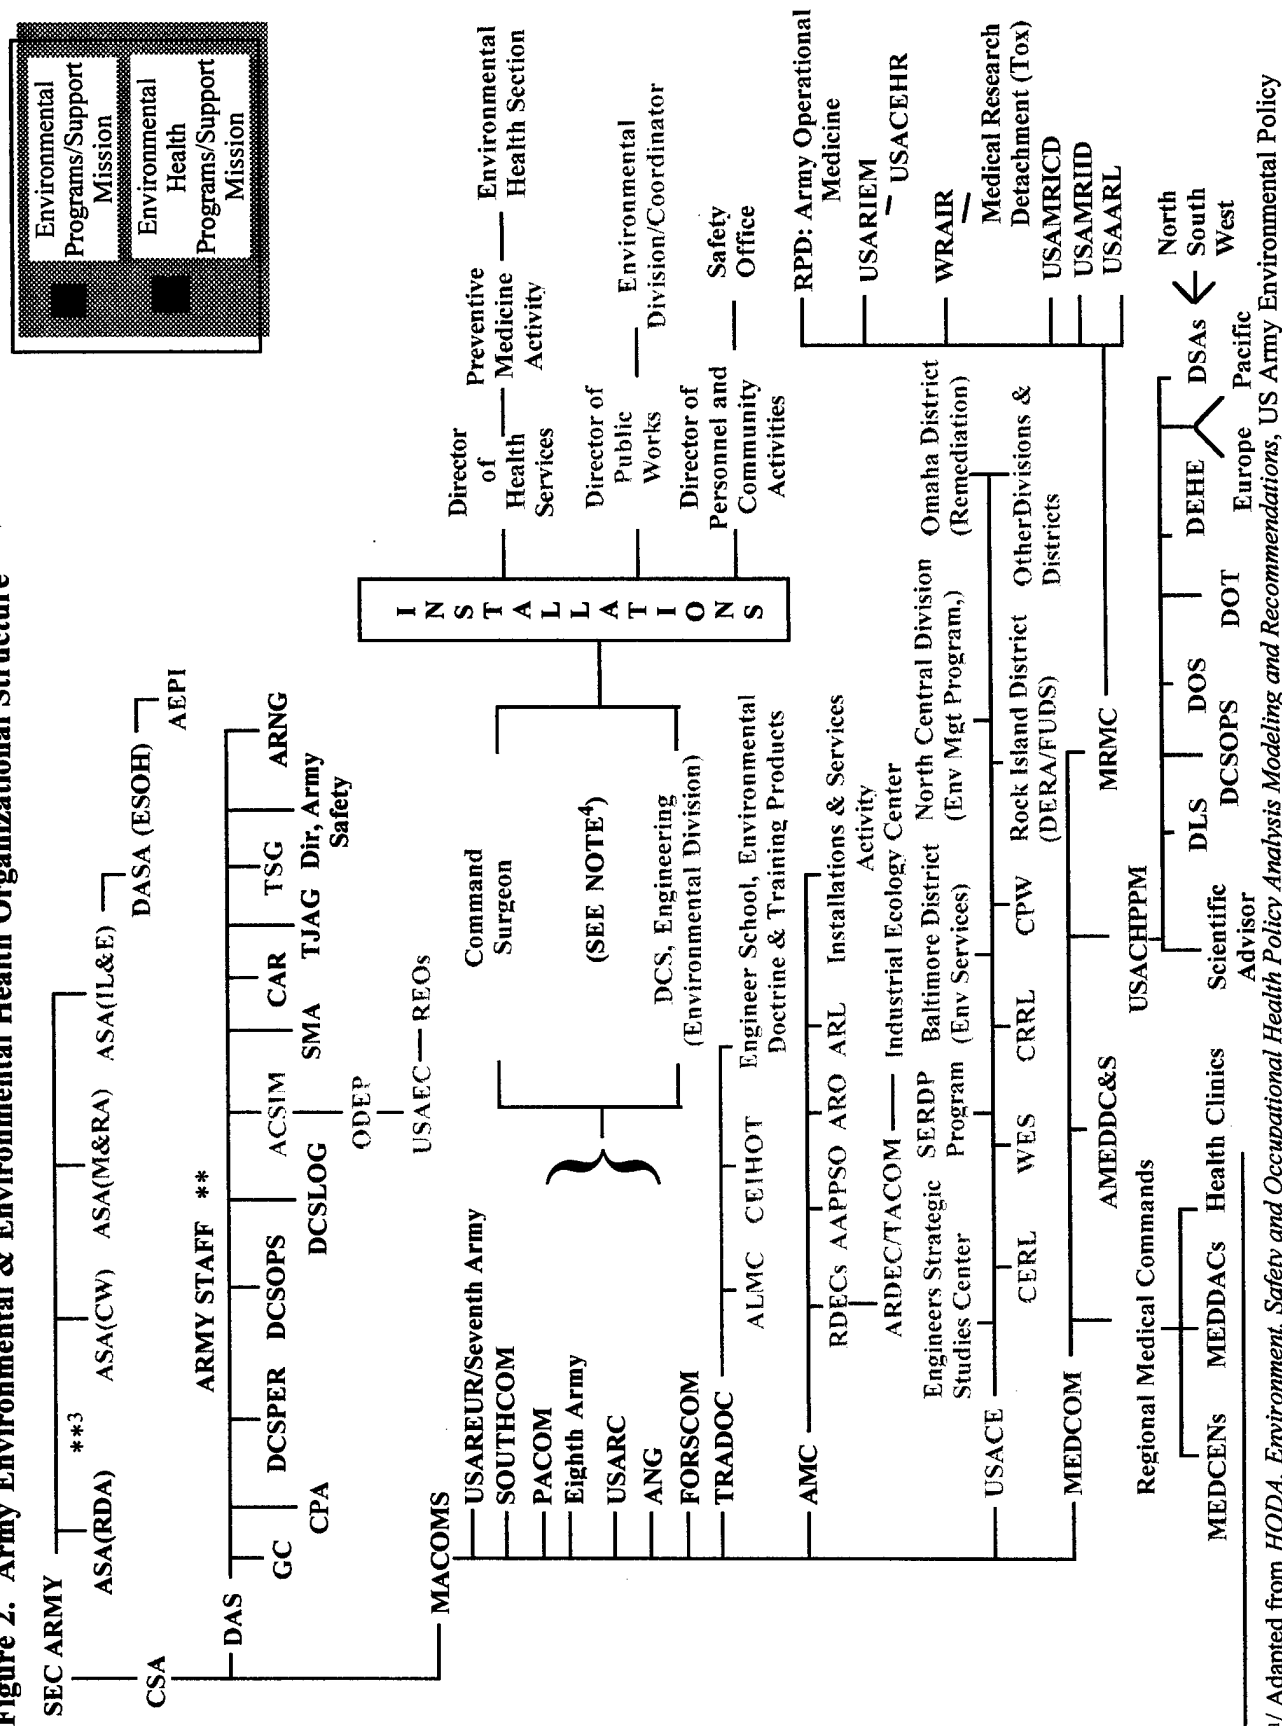 Figure 2. Army Environmental & Environmental Health Organizational Structure
Environmental
Programs/Support
Mission
Environmental
Health
Programs/Support
Mission
SEC ARMY
**3
ASA(RDA)
ASA(CW)
ASA(M&RA)
ASA(IL&E)
DASA (ESOH)
AEPI
CSA
ARMY STAFF **
DAS
GC
CPA
DCSPER
DCSOPS
DCSLOG
ACSIM
ODEP
USAEC
REOs
SMA
CAR
TJAG
TSG
Dir, Army
Safety
ARNG
MACOMS
USAREUR/Seventh Army
SOUTHCOM
PACOM
Eighth Army
USARC
ANG
FORSCOM
TRADOC
Command
Surgeon
(SEE NOTE4)
DCS, Engineering
(Environmental Division)
INSTALLATIONS
Director
of
Health
Services
Preventive
Medicine
Activity
Environmental
Health Section
Director of
Public
Works
Environmental
Division/Coordinator
Director of
Personnel and
Community
Activities
Safety
Office
ALMC
CEIHOT
Engineer School, Environmental
Doctrine & Training Products
AMC
RDECs
AAPPSO
ARO
ARL
Installations & Services
Activity
ARDEC/TACOM
Industrial Ecology Center
USACE
Engineers Strategic
Studies Center
SERDP
Program
Baltimore District
(Env Services)
North Central Division
(Env Mgt Program,)
Omaha District
(Remediation)
CERL
WES
CRRL
CPW
Rock Island District
(DERA/FUDS)
OtherDivisions &
Districts
MEDCOM
Regional Medical Commands
MEDCENs
MEDDACs
Health Clinics
AMEDDC&S
USACHPPM
MRMC
RPD: Army Operational
Medicine
USARIEM
USACEHR
WRAIR
Medical Research
Detachment (Tox)
USAMRICD
USAMRIID
USAARL
Scientific
Advisor
DLS
DCSOPS
DOS
DOT
DEHE
DSAs
Europe
Pacific
North
South
West
Adapted from HQDA, Environment, Safety and Occupational Health Policy Analysis Modeling and Recommendations, US Army Environmental Policy